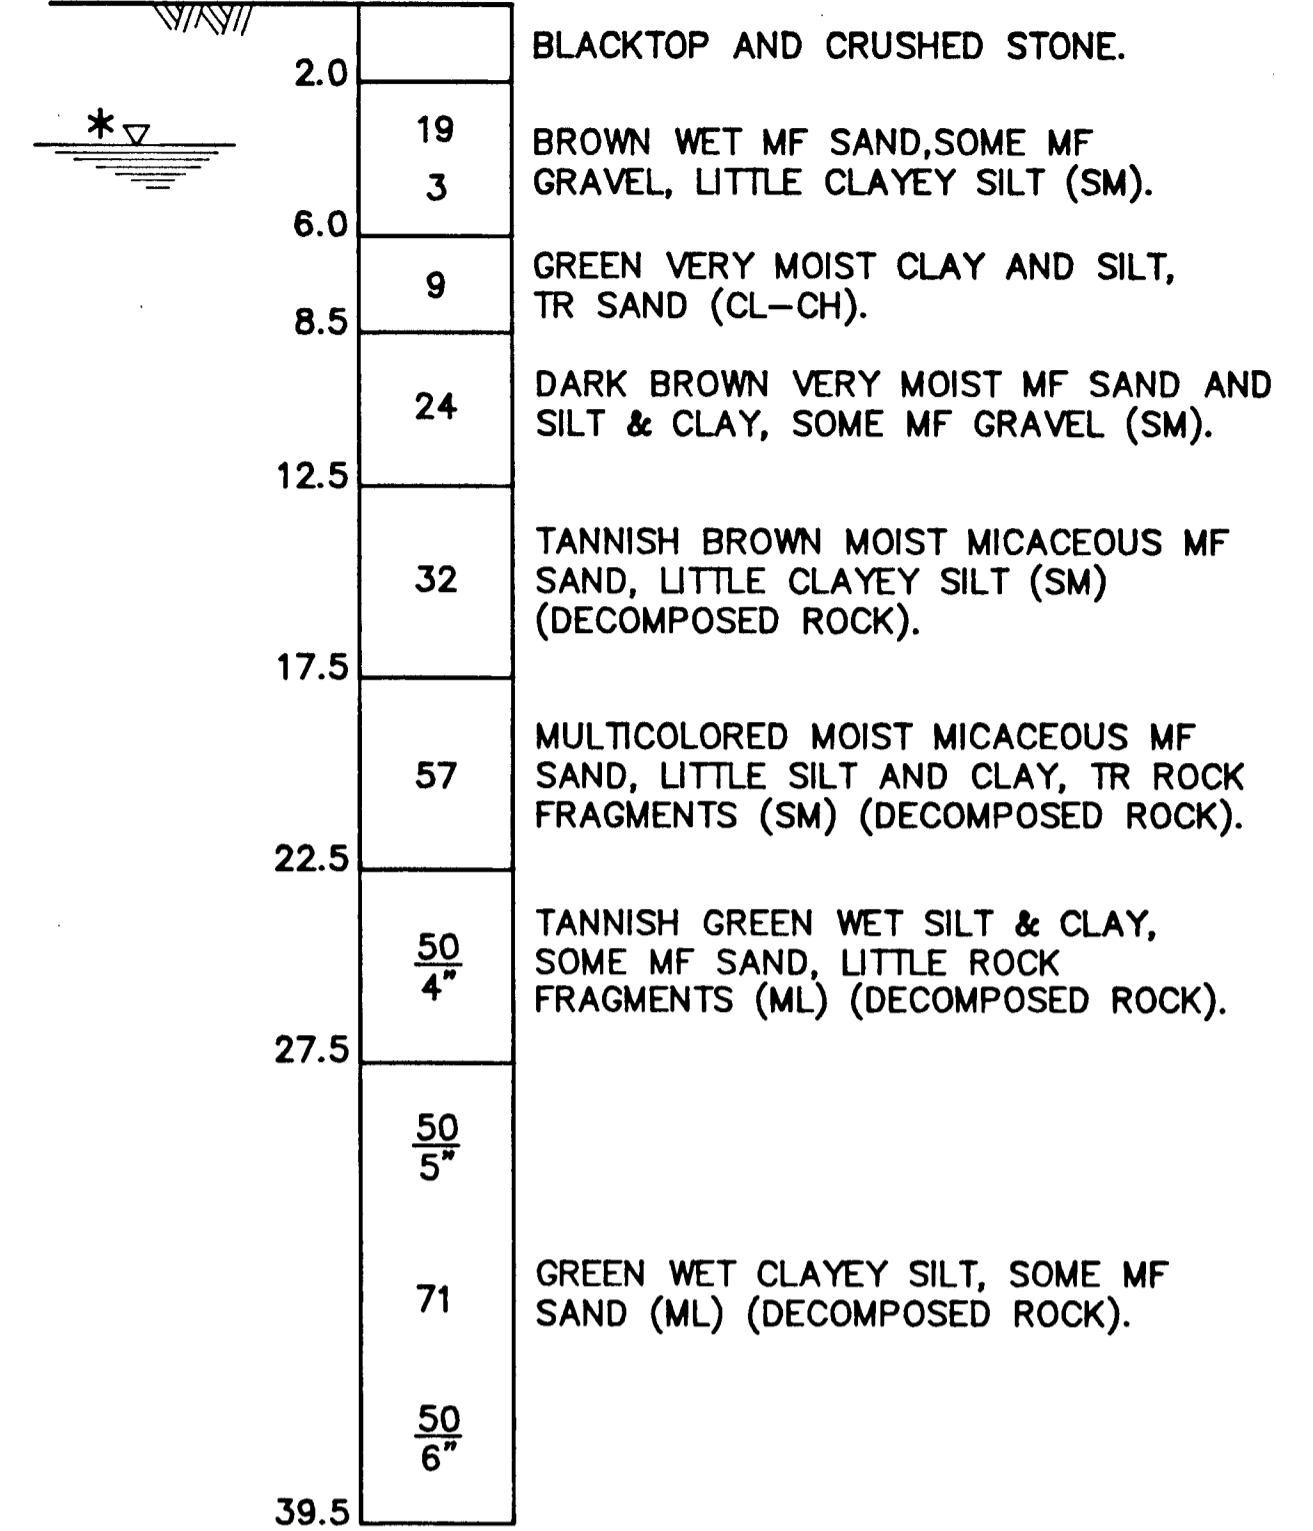 BLACKTOP AND CRUSHED STONE.
2.0
*
19
3
BROWN WET MF SAND,SOME MF
GRAVEL, LITTLE CLAYEY SILT (SM).
6.0
9
GREEN VERY MOIST CLAY AND SILT,
TR SAND (CL-CH).
8.5
24
DARK BROWN VERY MOIST MF SAND AND
SILT & CLAY, SOME MF GRAVEL (SM).
12.5
32
TANNISH BROWN MOIST MICACEOUS MF
SAND, LITTLE CLAYEY SILT (SM)
(DECOMPOSED ROCK).
17.5
57
MULTICOLORED MOIST MICACEOUS MF
SAND, LITTLE SILT AND CLAY, TR ROCK
FRAGMENTS (SM) (DECOMPOSED ROCK).
22.5
50
4"
TANNISH GREEN WET SILT & CLAY,
SOME MF SAND, LITTLE ROCK
FRAGMENTS (ML) (DECOMPOSED ROCK).
27.5
50
5"
71
GREEN WET CLAYEY SILT, SOME MF
SAND (ML) (DECOMPOSED ROCK).
50
6"
39.5